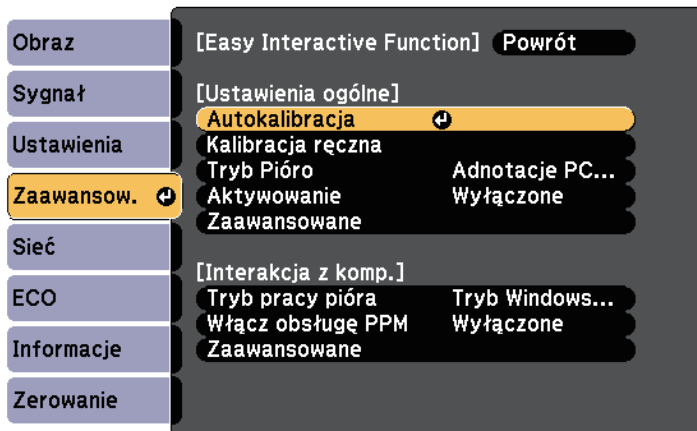 Obraz
Sygnał
Ustawienia
Zaawansow.
Sieć
ECO
Informacje
Zerowanie
[Easy Interactive Function] Powrót
[Ustawienia ogólne]
Autokalibracja
Kalibracja ręczna
Tryb Pióro Adnotacje PC...
Aktywowanie Wyłączone
Zaawansowane
[Interakcja z komp.]
Tryb pracy pióra Tryb Windows...
Włącz obsługę PPM Wyłączone
Zaawansowane